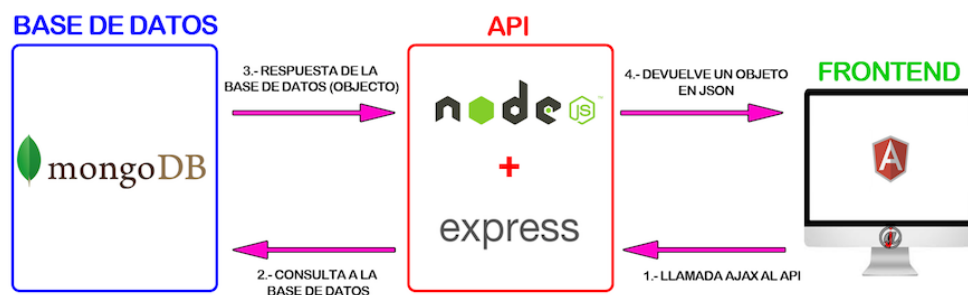 BASE DE DATOS
API
3.- RESPUESTA DE LA
BASE DE DATOS (OBJECTO)
4.- DEVUELVE UN OBJETO
EN JSON
FRONTEND
mongoDB
node
JS
™
+
express
A
2.- CONSULTA A LA
BASE DE DATOS
1.- LLAMADA AJAX AL API